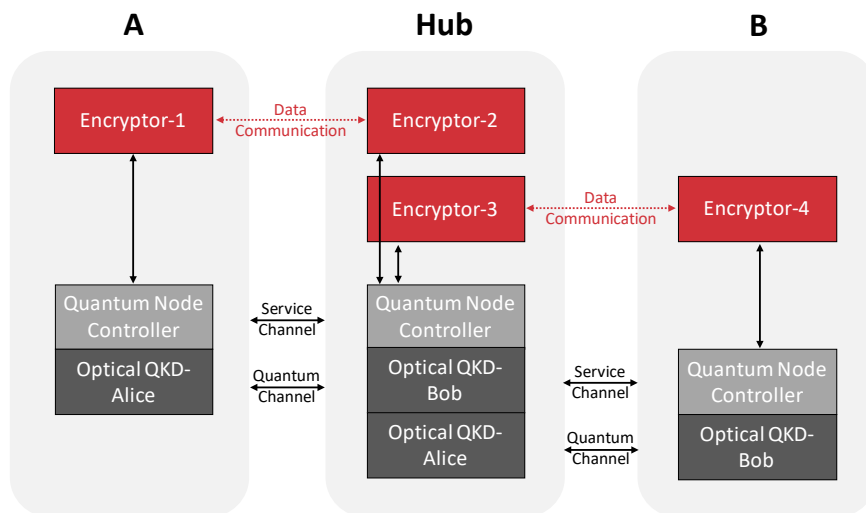 A
Hub
B
Encryptor-1
Data
Communication
Encryptor-2
Encryptor-3
Data
Communication
Encryptor-4
Quantum Node
Controller
Optical QKD-
Alice
Service
Channel
Quantum
Channel
Quantum Node
Controller
Optical QKD-
Bob
Optical QKD-
Alice
Service
Channel
Quantum
Channel
Quantum Node
Controller
Optical QKD-
Bob